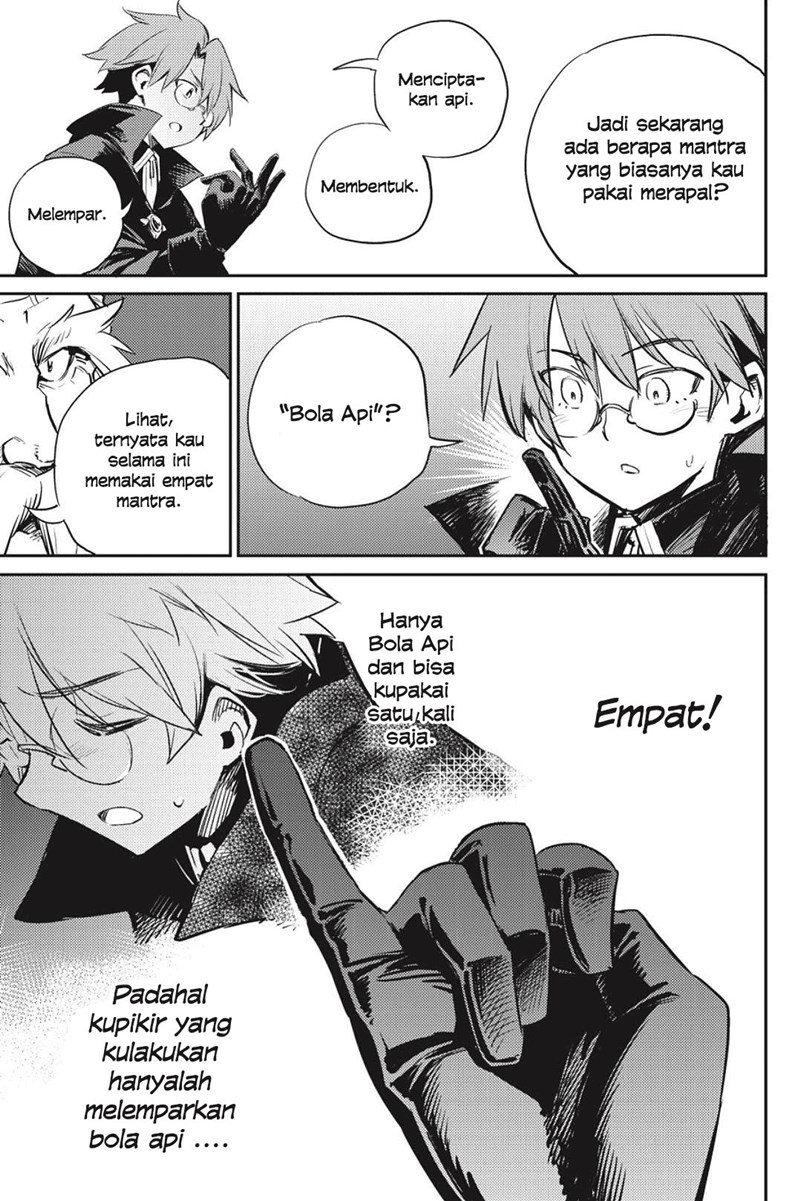 Jadi sekarang
ada berapa mantra
yang biasanya kau
pakai merapal?
Mencipta-
kan api.
Membentuk.
Melempar.
"Bola Api"?
Lihat,
ternyata kau
selama ini
memakai empat
mantra.
Empat!
Hanya
Bola Api
dan bisa
kupakai
satu kali
saja.
Padahal
kupikir yang
kulakukan
hanyalah
melemparkan
bola api ....